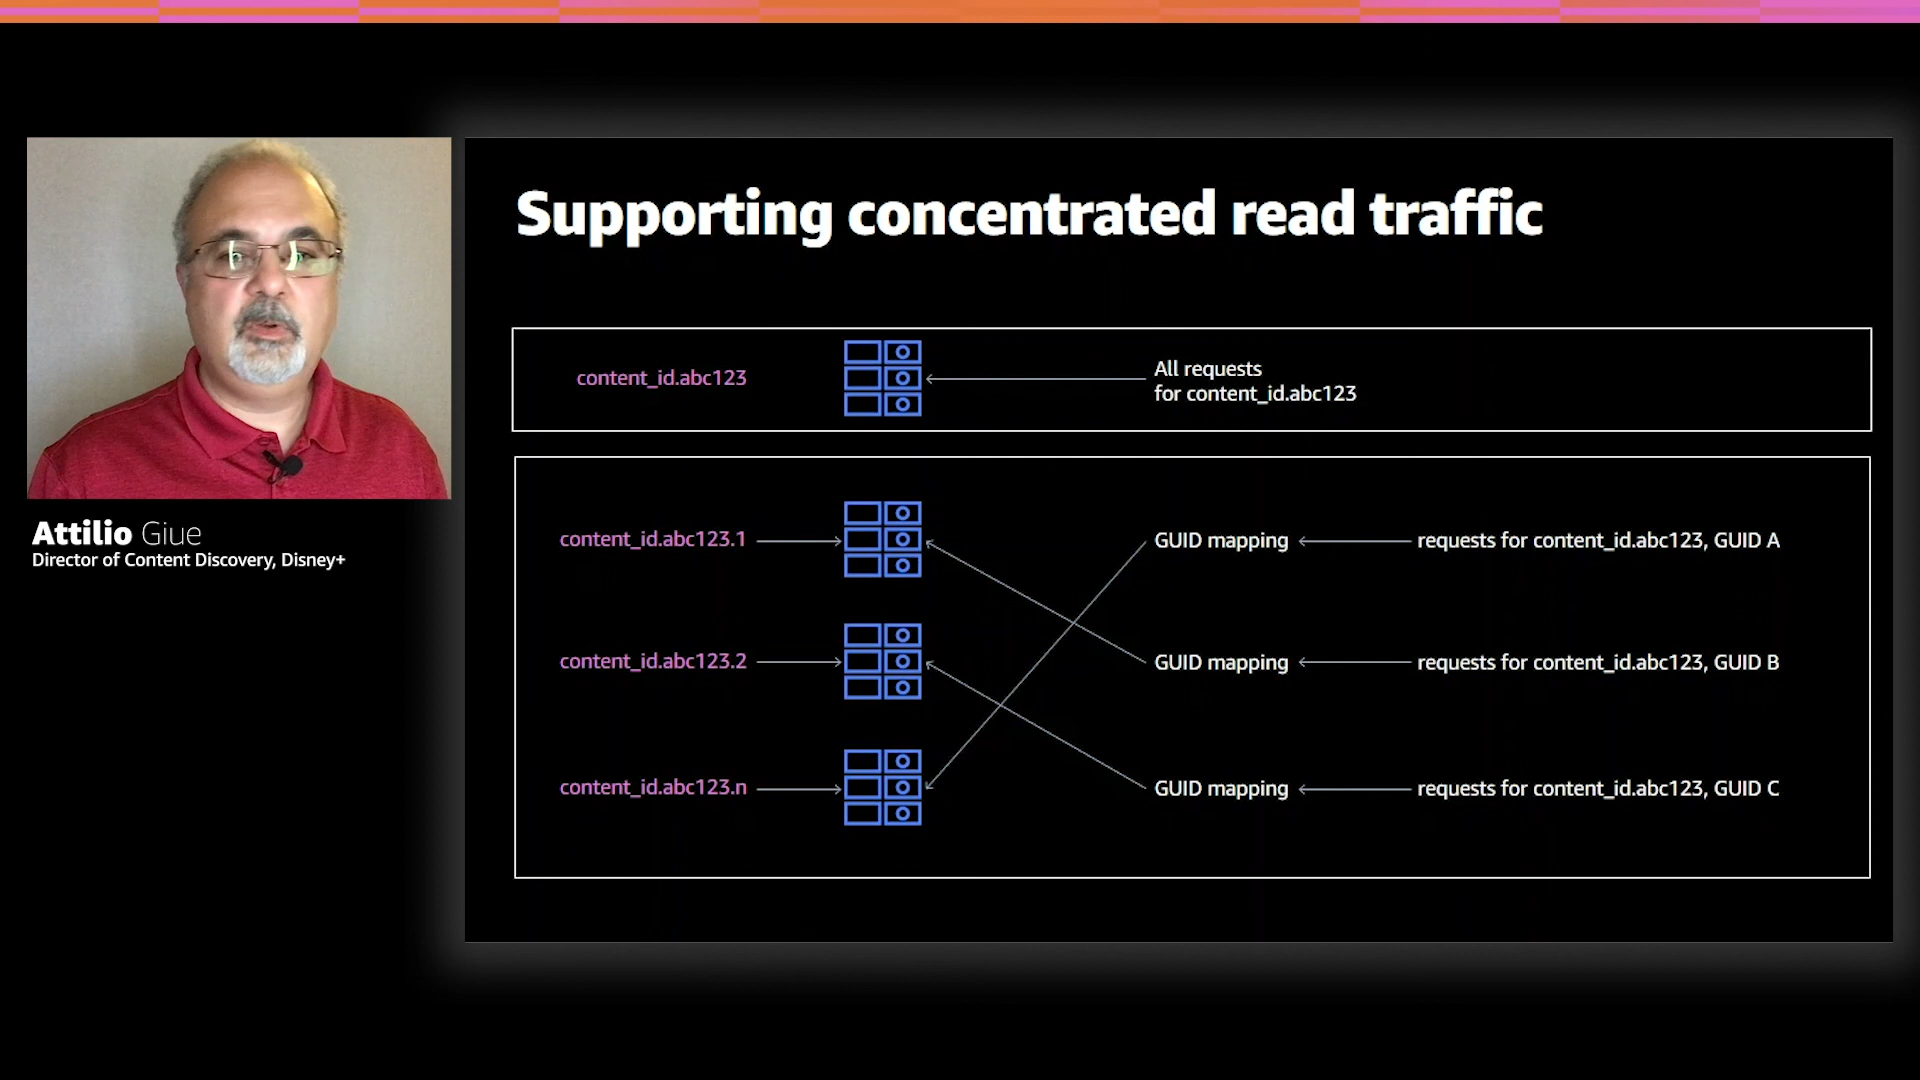 Supporting concentrated read traffic
content_id.abc123
All requests
for content_id.abc123
content_id.abc123.1
GUID mapping
requests for content_id.abc123, GUID A
content_id.abc123.2
GUID mapping
requests for content_id.abc123, GUID B
content_id.abc123.n
GUID mapping
requests for content_id.abc123, GUID C
Attilio Giue
Director of Content Discovery, Disney+